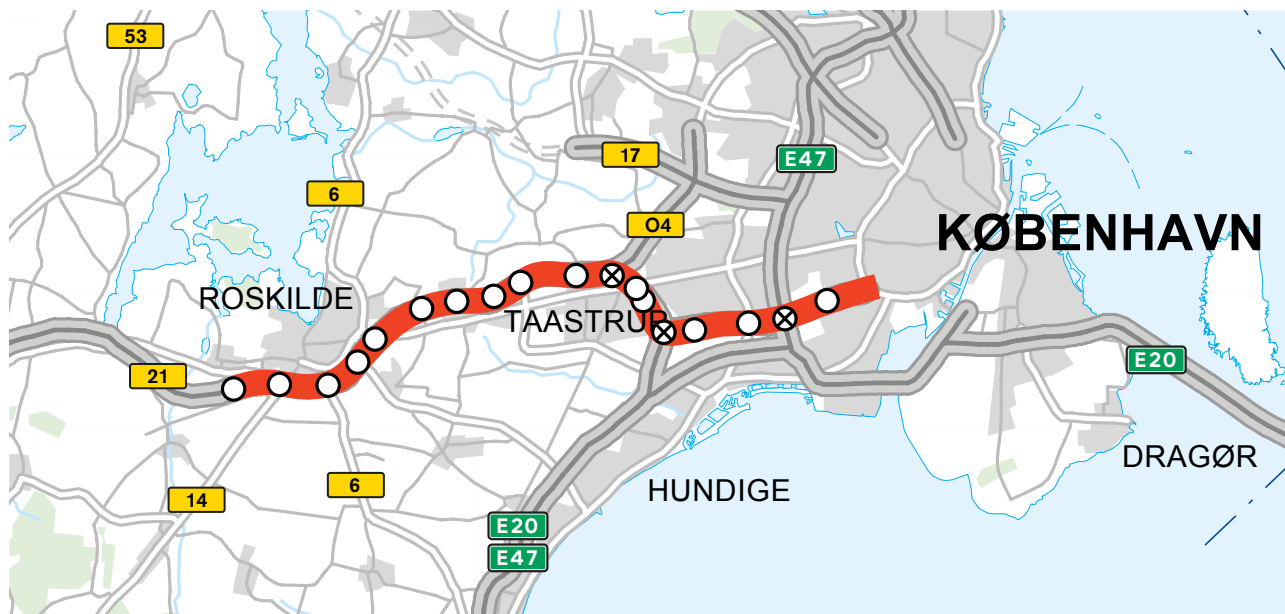 53
17
E47
6
O4
KØBENHAVN
ROSKILDE
TAASTRUP
21
E20
DRAGØR
6
14
HUNDIGE
E20
E47